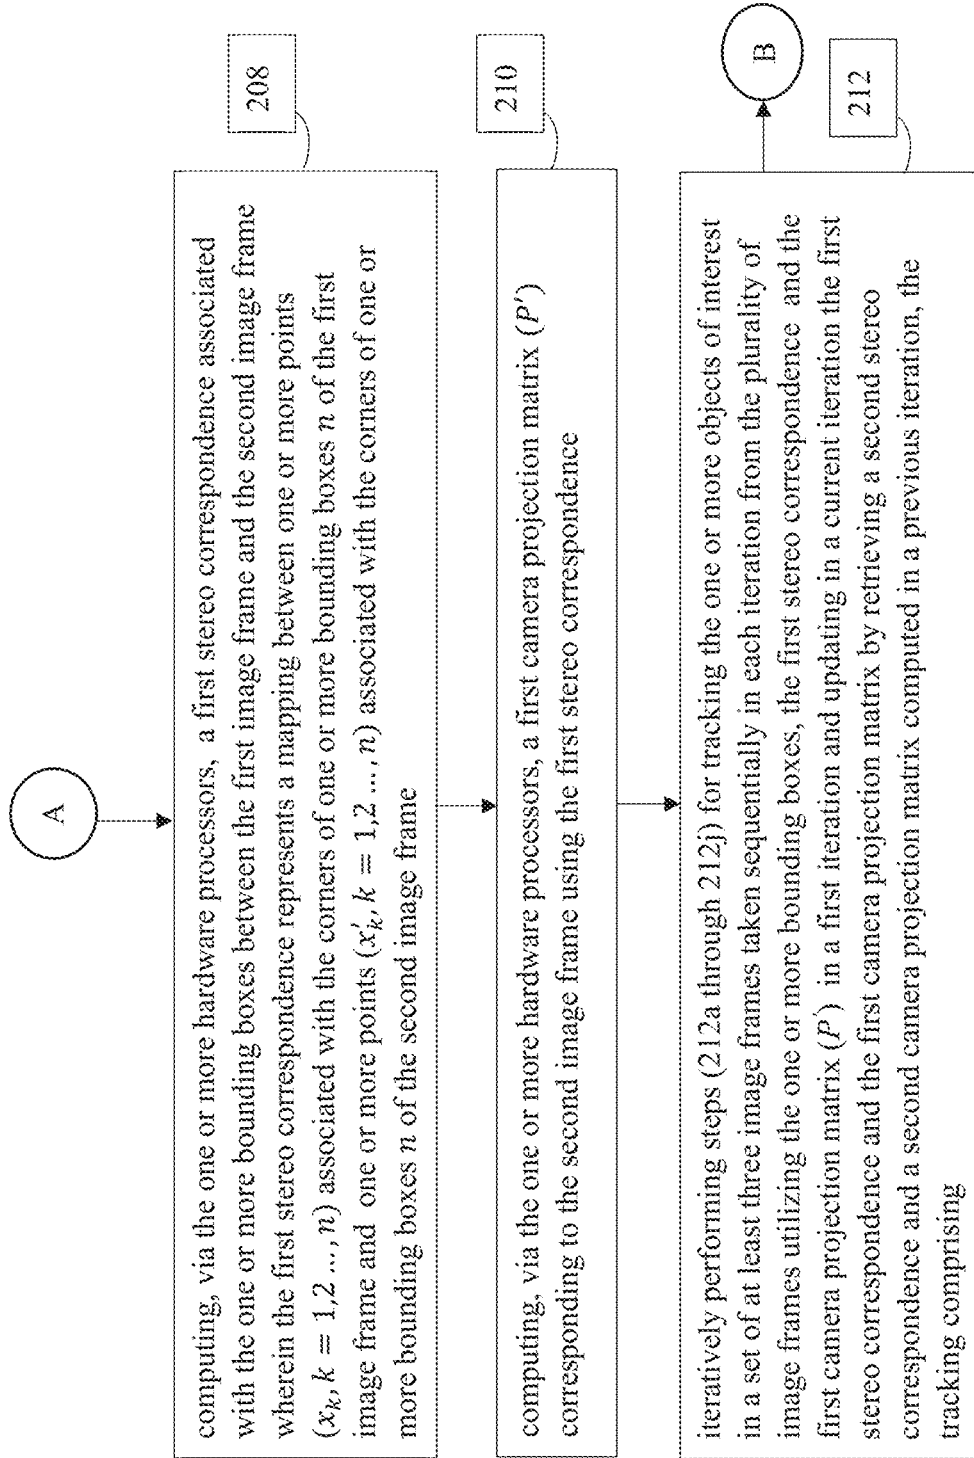 A
208
computing, via the one or more hardware processors, a first stereo correspondence associated
with the one or more bounding boxes between the first image frame and the second image frame
wherein the first stereo correspondence represents a mapping between one or more points
(xₖ, k = 1,2 ..., n) associated with the corners of one or more bounding boxes n of the first
image frame and one or more points (x′ₖ, k = 1,2 ..., n) associated with the corners of one or
more bounding boxes n of the second image frame
210
computing, via the one or more hardware processors, a first camera projection matrix (P′)
corresponding to the second image frame using the first stereo correspondence
B
212
iteratively performing steps (212a through 212j) for tracking the one or more objects of interest
in a set of at least three image frames taken sequentially in each iteration from the plurality of
image frames utilizing the one or more bounding boxes, the first stereo correspondence and the
first camera projection matrix (P′) in a first iteration and updating in a current iteration the first
stereo correspondence and the first camera projection matrix by retrieving a second stereo
correspondence and a second camera projection matrix computed in a previous iteration, the
tracking comprising